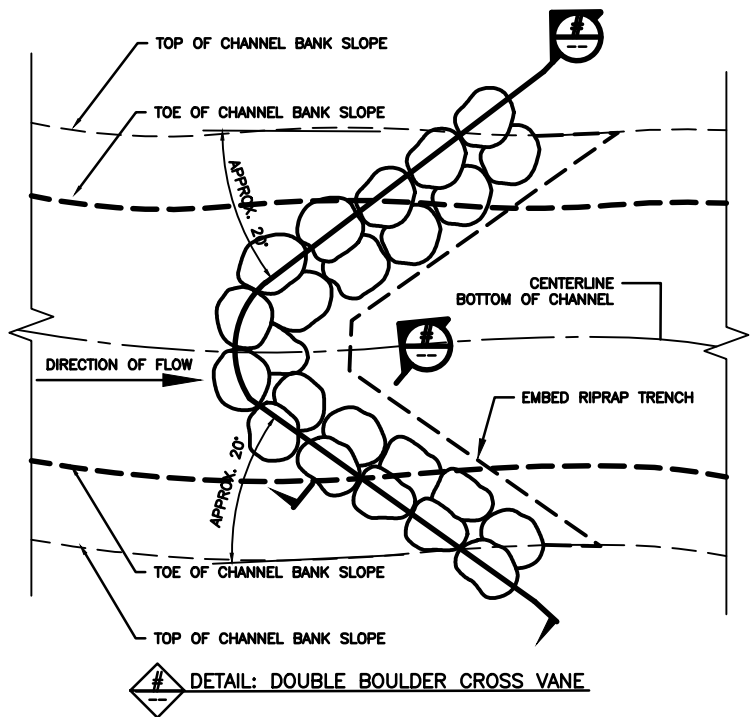 #
--
TOP OF CHANNEL BANK SLOPE
TOE OF CHANNEL BANK SLOPE
APPROX. 20°
CENTERLINE
BOTTOM OF CHANNEL
#
--
DIRECTION OF FLOW
EMBED RIPRAP TRENCH
APPROX. 20°
TOE OF CHANNEL BANK SLOPE
TOP OF CHANNEL BANK SLOPE
#
--
DETAIL: DOUBLE BOULDER CROSS VANE